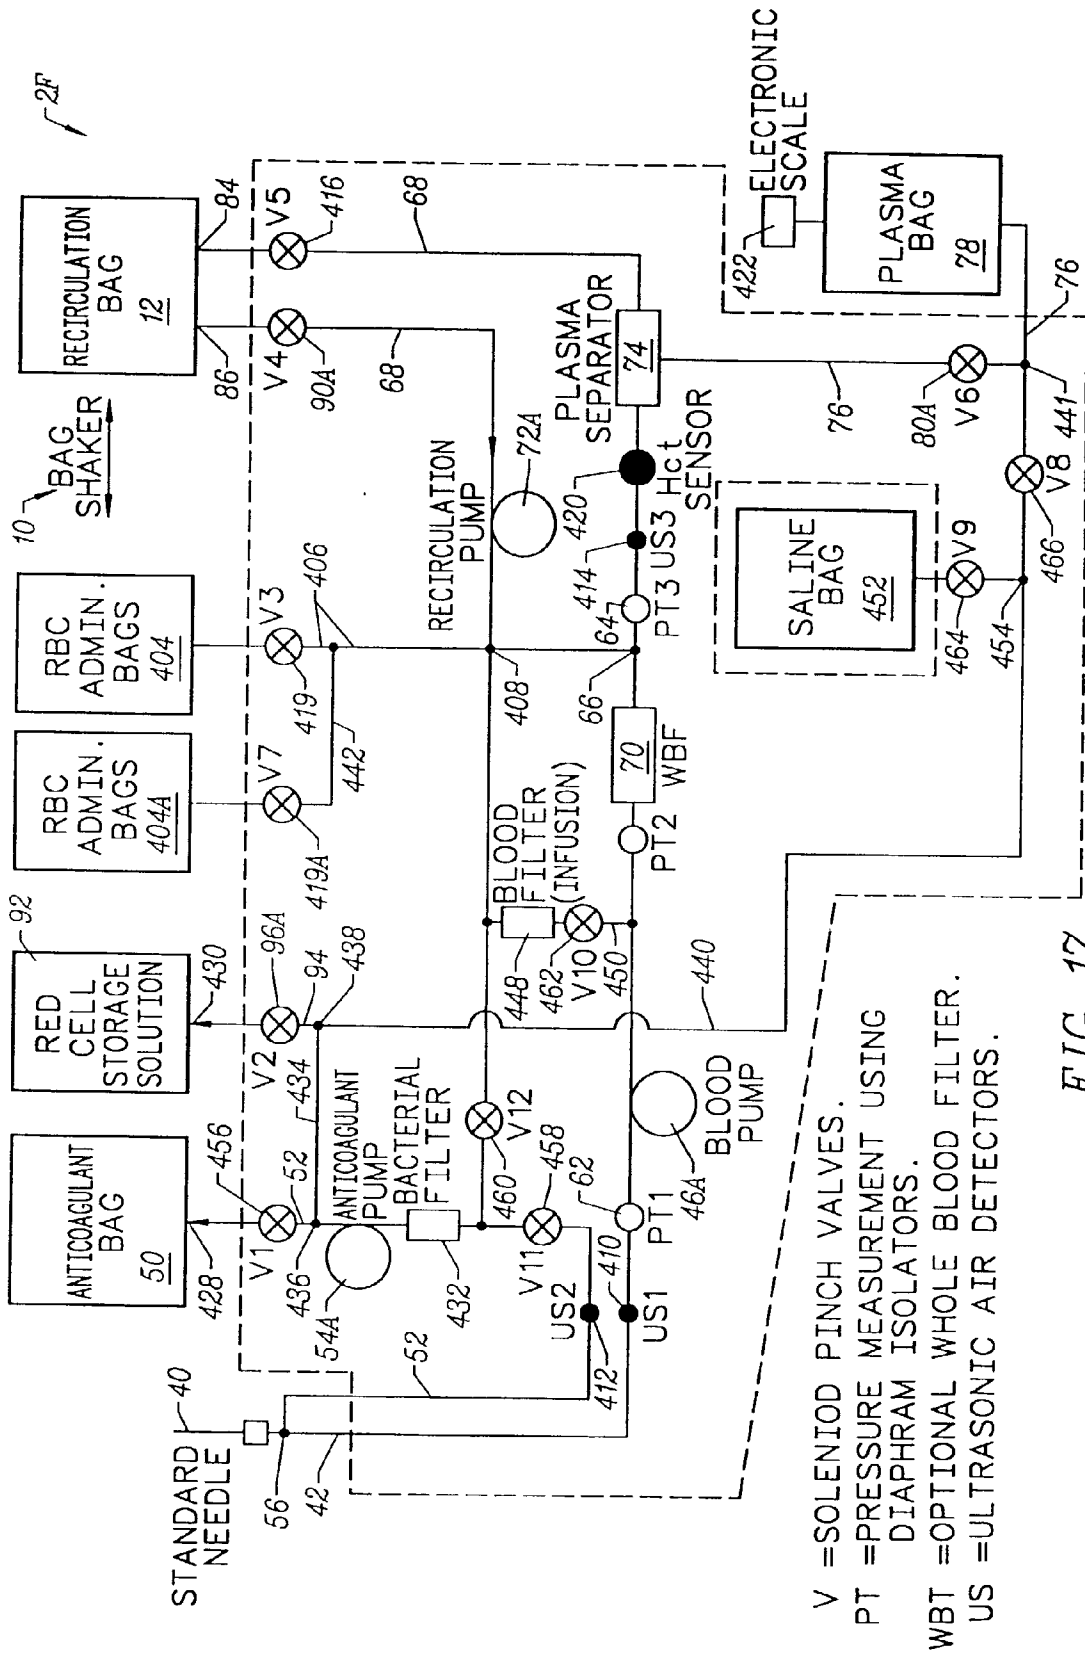 2F
10
BAG
SHAKER
ANTICOAGULANT
BAG
50
RED
CELL
STORAGE
SOLUTION
92
RBC
ADMIN.
BAGS
404A
RBC
ADMIN.
BAGS
404
RECIRCULATION
BAG
12
STANDARD
NEEDLE
40
56
42
52
428
456
V1
52
436
434
430
96A
V2
94
438
V7
419A
442
V3
419
406
86
84
V4
90A
V5
416
68
68
54A
ANTICOAGULANT
PUMP
BACTERIAL
FILTER
432
V12
460
V11
458
US2
412
US1
410
PT1
62
46A
BLOOD
PUMP
BLOOD
FILTER
(INFUSION)
448
462
V10
450
440
PT2
70
WBF
66
408
RECIRCULATION
PUMP
72A
64
PT3
414
US3
420
Hct
SENSOR
PLASMA
SEPARATOR
74
76
80A
V6
441
76
422
ELECTRONIC
SCALE
PLASMA
BAG
78
SALINE
BAG
452
464
V9
454
466
V8
V =SOLENIOD PINCH VALVES.
PT =PRESSURE MEASUREMENT USING
DIAPHRAM ISOLATORS.
WBT =OPTIONAL WHOLE BLOOD FILTER.
US =ULTRASONIC AIR DETECTORS.
FIG. 17